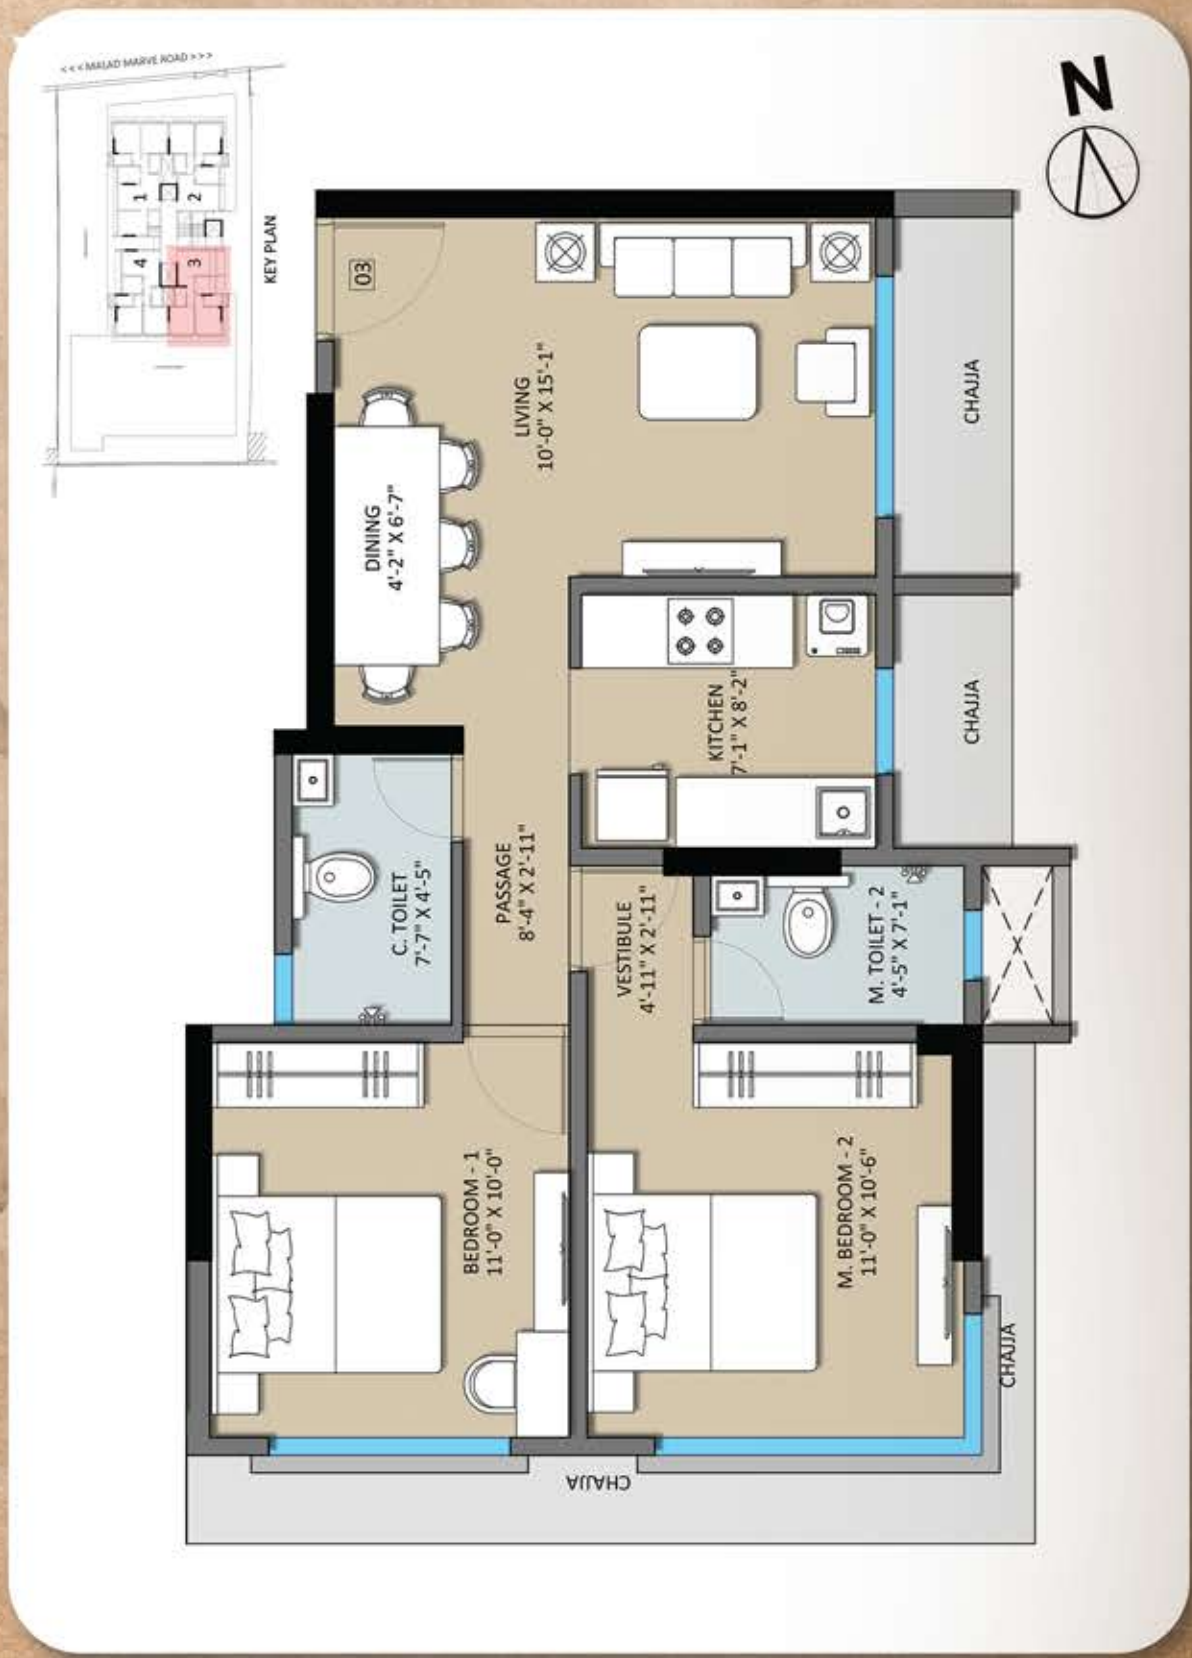 <<< MALAD MARVE ROAD >>>
1
2
4
3
KEY PLAN
N
03
LIVING
10'-0" X 15'-1"
DINING
4'-2" X 6'-7"
CHAJJA
KITCHEN
7'-1" X 8'-2"
CHAJJA
C. TOILET
7'-7" X 4'-5"
PASSAGE
8'-4" X 2'-11"
VESTIBULE
4'-11" X 2'-11"
M. TOILET - 2
4'-5" X 7'-1"
BEDROOM - 1
11'-0" X 10'-0"
M. BEDROOM - 2
11'-0" X 10'-6"
CHAJJA
CHAJJA